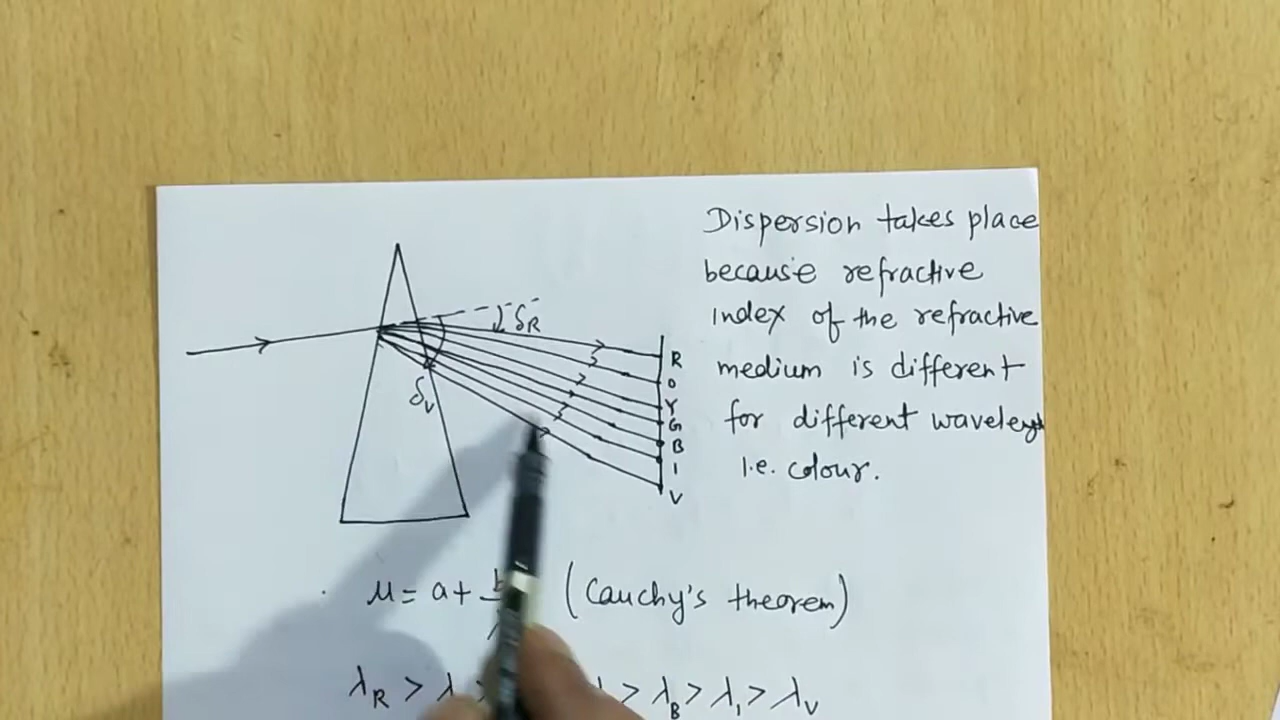 Dispersion takes place
because refractive
index of the refractive
medium is different
for different
i.e. colour.
δR
δv
R
O
Y
G
B
I
V
μ = a + b (Cauchy's theorem)
λR > λ > λB > λI > λV